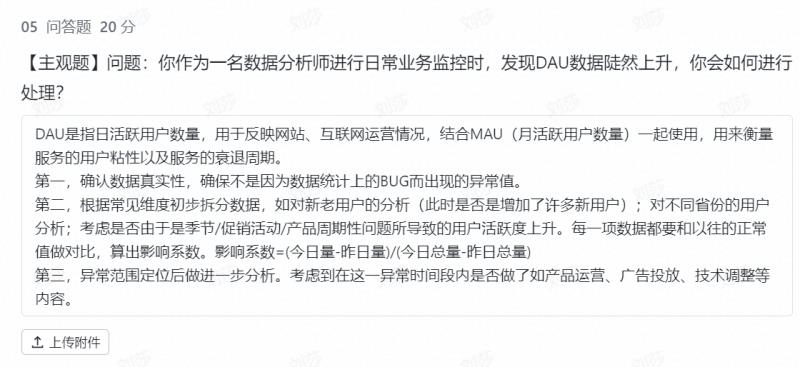 05 问答题 20 分
【主观题】问题：你作为一名数据分析师进行日常业务监控时，发现DAU数据陡然上升，你会如何进行
处理？
DAU是指日活跃用户数量，用于反映网站、互联网运营情况，结合MAU（月活跃用户数量）一起使用，用来衡量
服务的用户粘性以及服务的衰退周期。
第一，确认数据真实性，确保不是因为数据统计上的BUG而出现的异常值。
第二，根据常见维度初步拆分数据，如对新老用户的分析（此时是否是增加了许多新用户）；对不同省份的用户
分析；考虑是否由于是季节/促销活动/产品周期性问题所导致的用户活跃度上升。每一项数据都要和以往的正常
值做对比，算出影响系数。影响系数=(今日量-昨日量)/(今日总量-昨日总量)
第三，异常范围定位后做进一步分析。考虑到在这一异常时间段内是否做了如产品运营、广告投放、技术调整等
内容。
上传附件